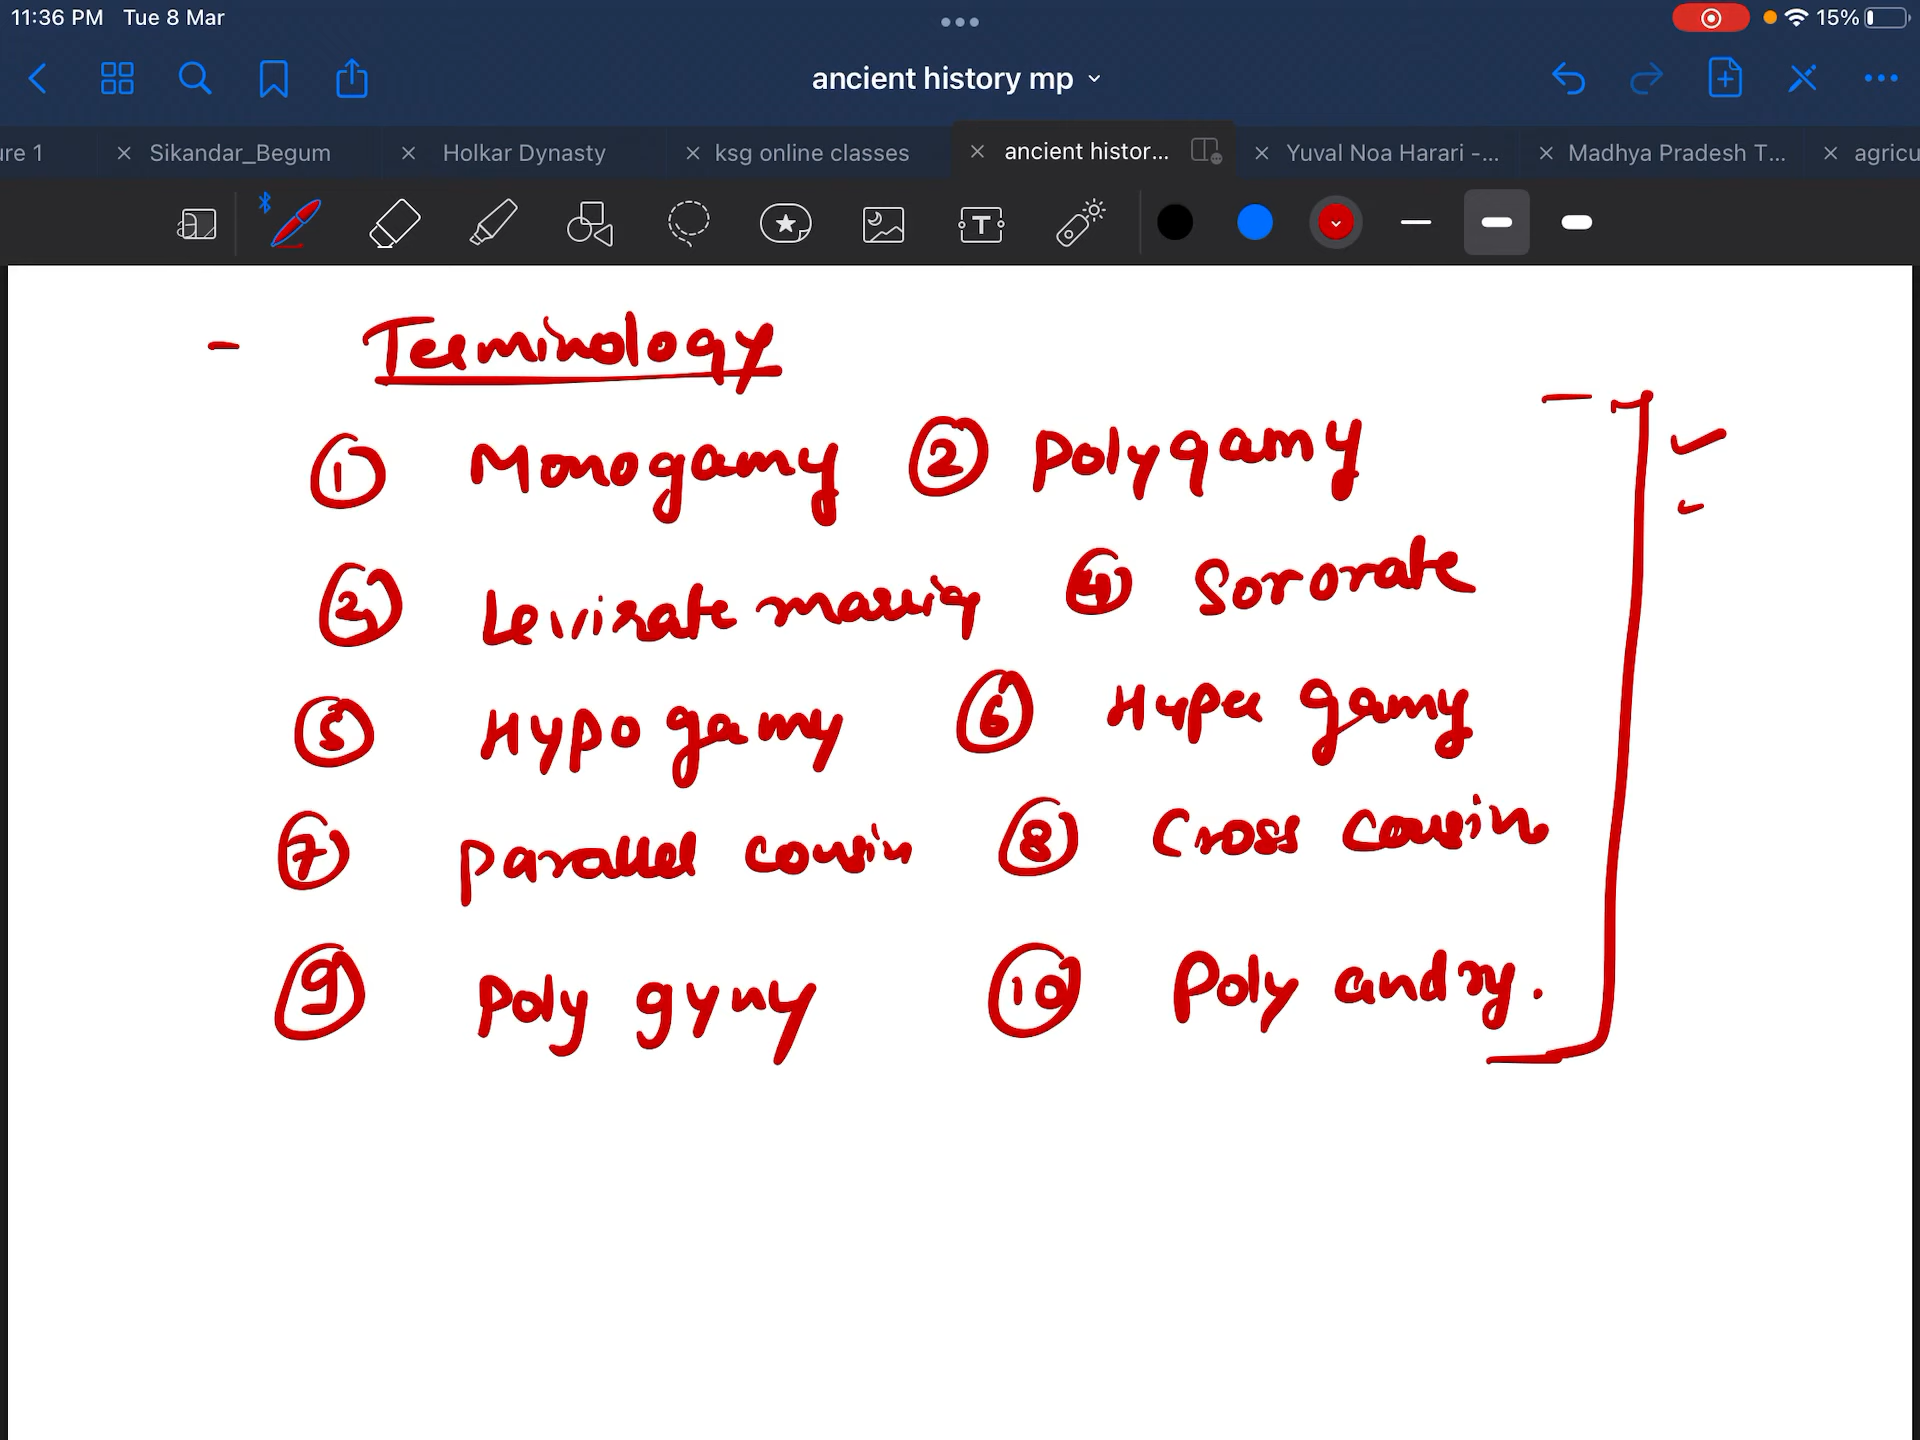 11:36 PM Tue 8 Mar 15%
ancient history mp
ure 1 Sikandar_Begum Holkar Dynasty ksg online classes ancient histor... Yuval Noa Harari -... Madhya Pradesh T... agricu
- Terminology
① Monogamy ② Polygamy
③ Levirate marriag ④ Sororate
⑤ Hypo gamy ⑥ Hyper gamy
⑦ Parallel cousin ⑧ Cross cousin
⑨ Poly gyny ⑩ Poly andry.